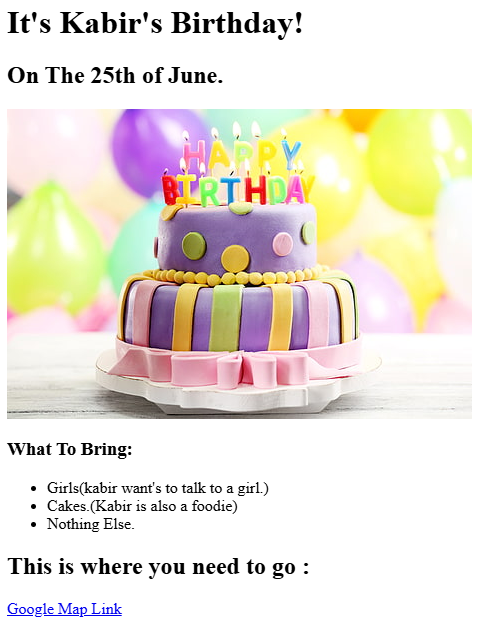 It's Kabir's Birthday!
On The 25th of June.
HAPPY
BIRTHDAY
What To Bring:
Girls(kabir want's to talk to a girl.)
Cakes.(Kabir is also a foodie)
Nothing Else.
This is where you need to go :
Google Map Link